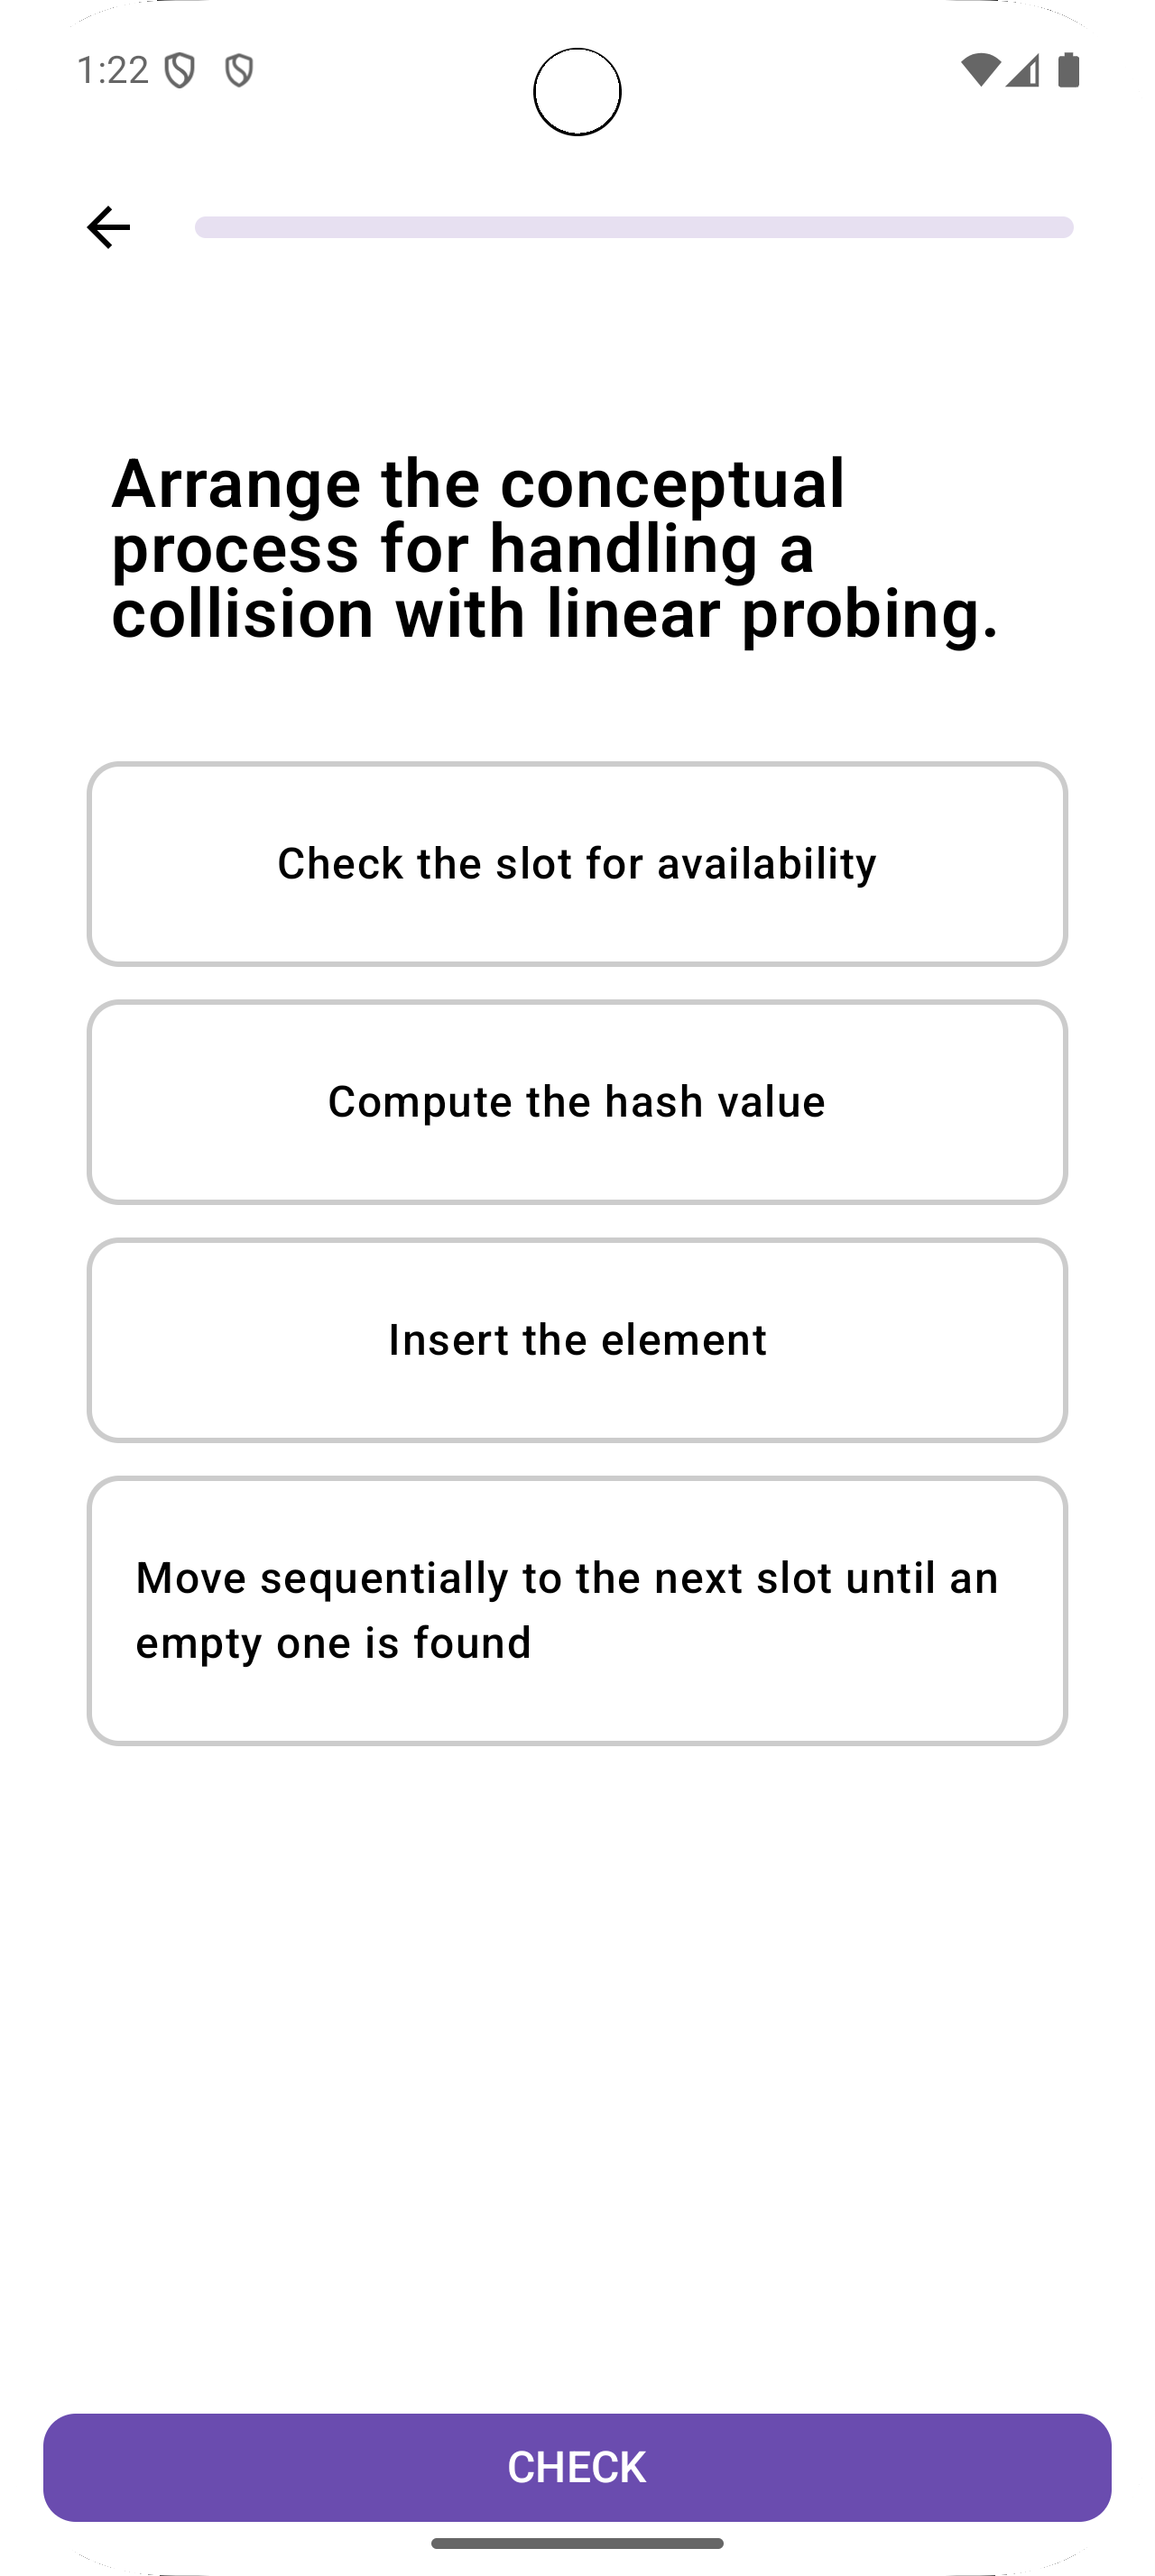 1:22
Arrange the conceptual
process for handling a
collision with linear probing.
Check the slot for availability
Compute the hash value
Insert the element
Move sequentially to the next slot until an
empty one is found
CHECK